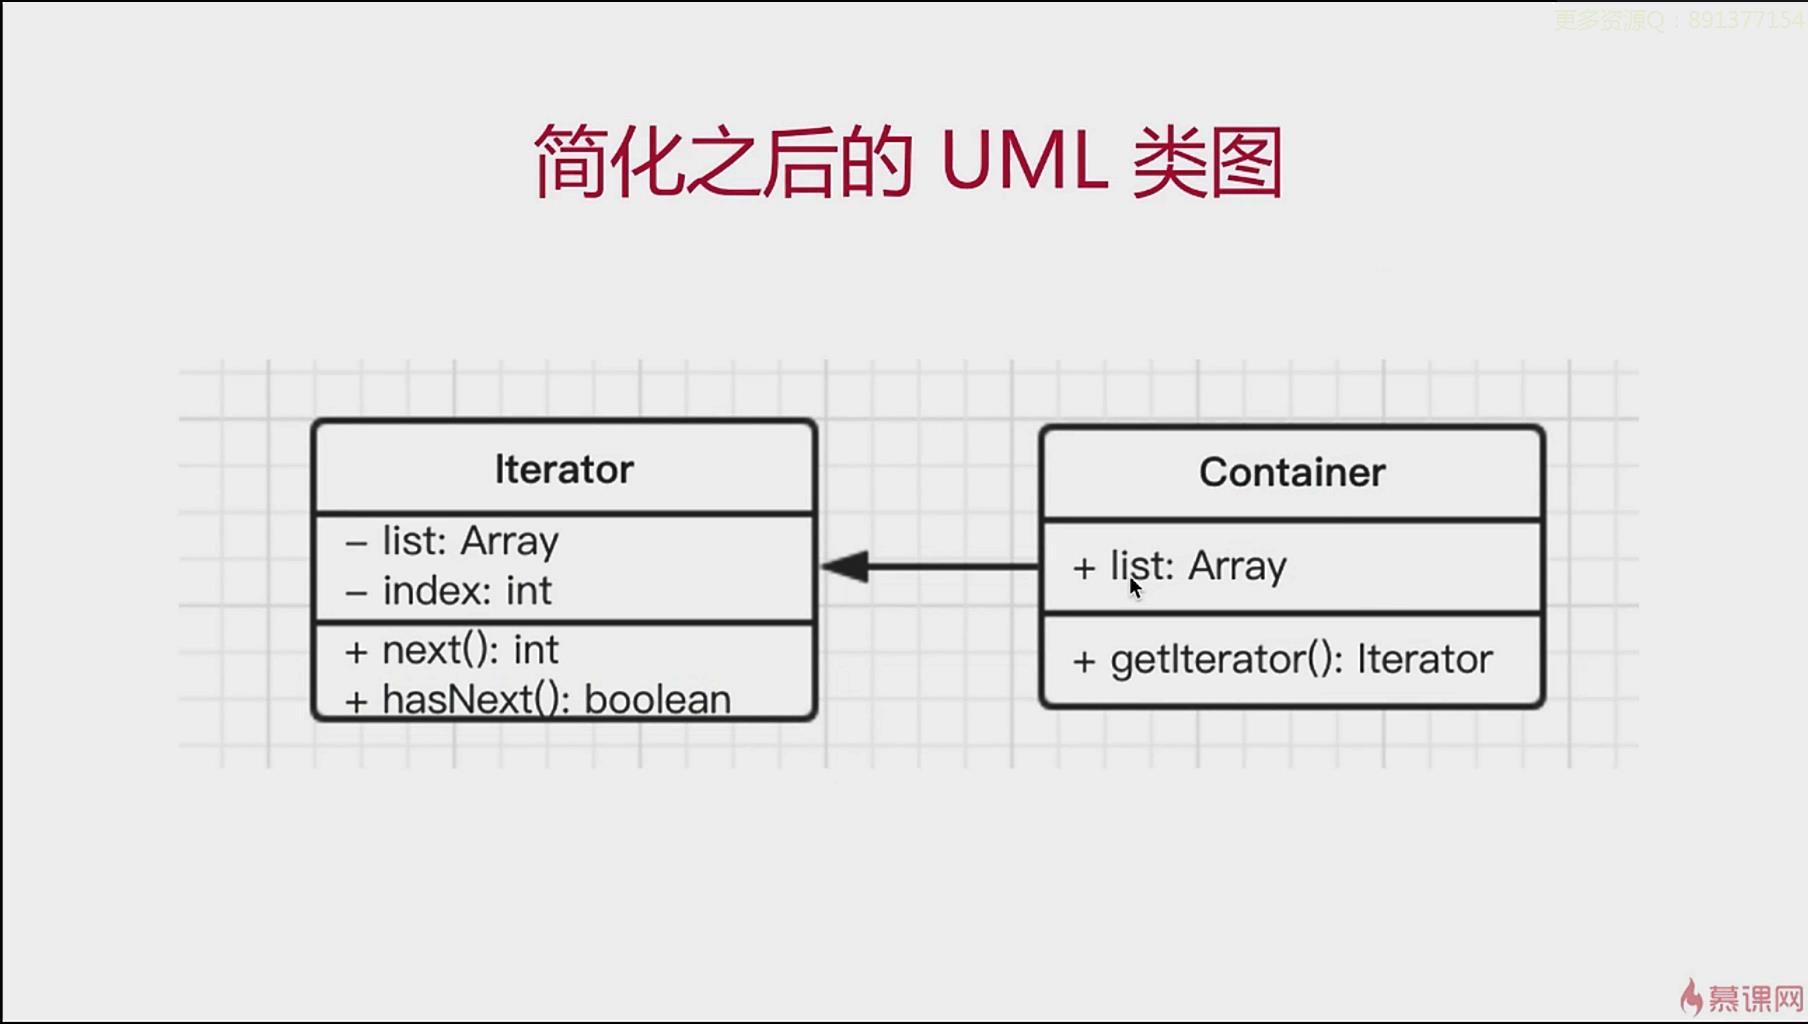 更多资源Q：891377154
简化之后的 UML 类图
Iterator
– list: Array
– index: int
+ next(): int
+ hasNext(): boolean
Container
+ list: Array
+ getIterator(): Iterator
慕课网